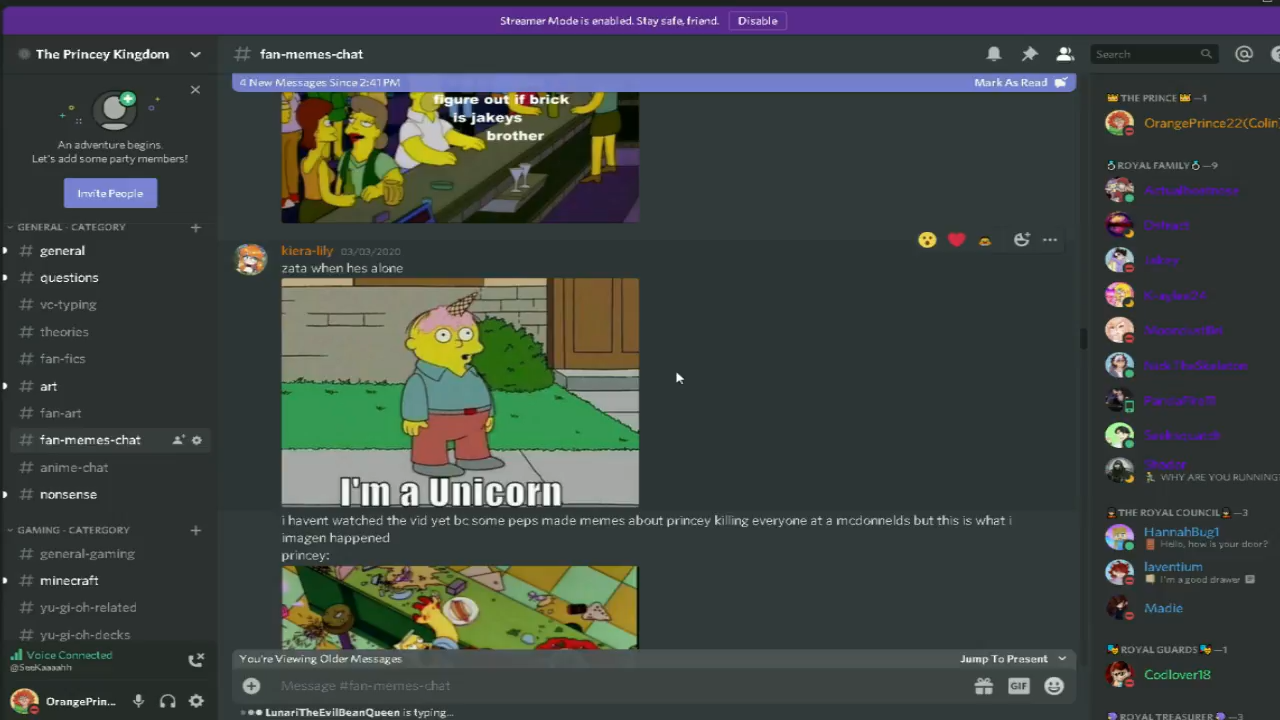 Streamer Mode is enabled. Stay safe, friend.
Disable
The Princey Kingdom
fan-memes-chat
Search
4 New Messages Since 2:41 PM
Mark As Read
An adventure begins.
Let's add some party members!
Invite People
GENERAL - CATEGORY
general
questions
vc-typing
theories
fan-fics
art
fan-art
fan-memes-chat
anime-chat
nonsense
GAMING - CATERGORY
general-gaming
minecraft
yu-gi-oh-related
yu-gi-oh-decks
Voice Connected
@SeeKaaaahh
OrangePrin...
figure out if brick
is jakeys
brother
kiera-lily 03/03/2020
zata when hes alone
I'm a Unicorn
i havent watched the vid yet bc some peps made memes about princey killing everyone at a mcdonnelds but this is what i
imagen happened
princey:
You're Viewing Older Messages
Jump To Present
Message #fan-memes-chat
GIF
LunariTheEvilBeanQueen is typing...
THE PRINCE —1
OrangePrince22(Colin
ROYAL FAMILY —9
Jakey
WHY ARE YOU RUNNING
THE ROYAL COUNCIL —3
HannahBug1
Hello, how is your door?
laventium
I'm a good drawer
Madie
ROYAL GUARDS —1
Codlover18
ROYAL TREASURER —3